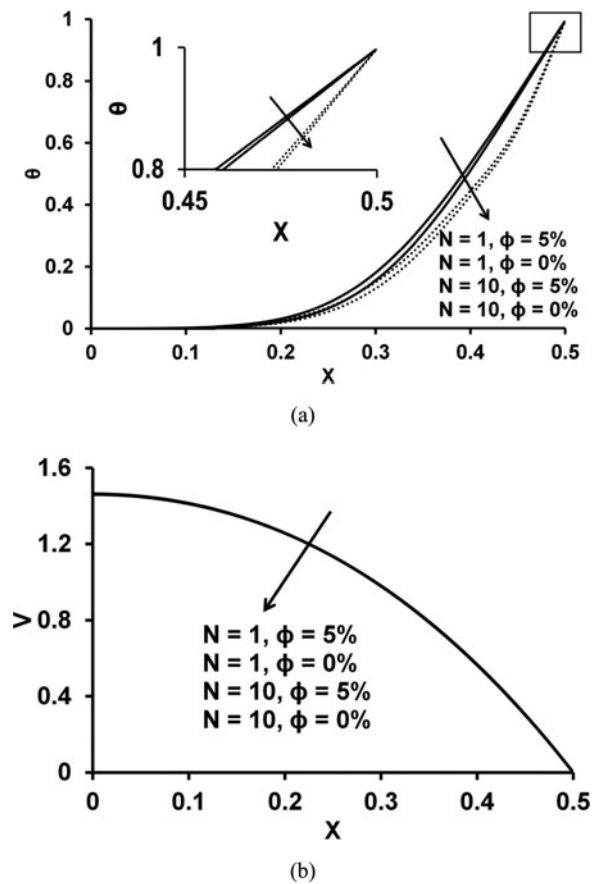 1
0.8
0.6
0.4
0.2
0
θ
1
θ
0.8
0.45
0.5
X
N = 1, ϕ = 5%
N = 1, ϕ = 0%
N = 10, ϕ = 5%
N = 10, ϕ = 0%
0 0.1 0.2 0.3 0.4 0.5
X
(a)
1.6
1.2
0.8
0.4
0
V
N = 1, ϕ = 5%
N = 1, ϕ = 0%
N = 10, ϕ = 5%
N = 10, ϕ = 0%
0 0.1 0.2 0.3 0.4 0.5
X
(b)